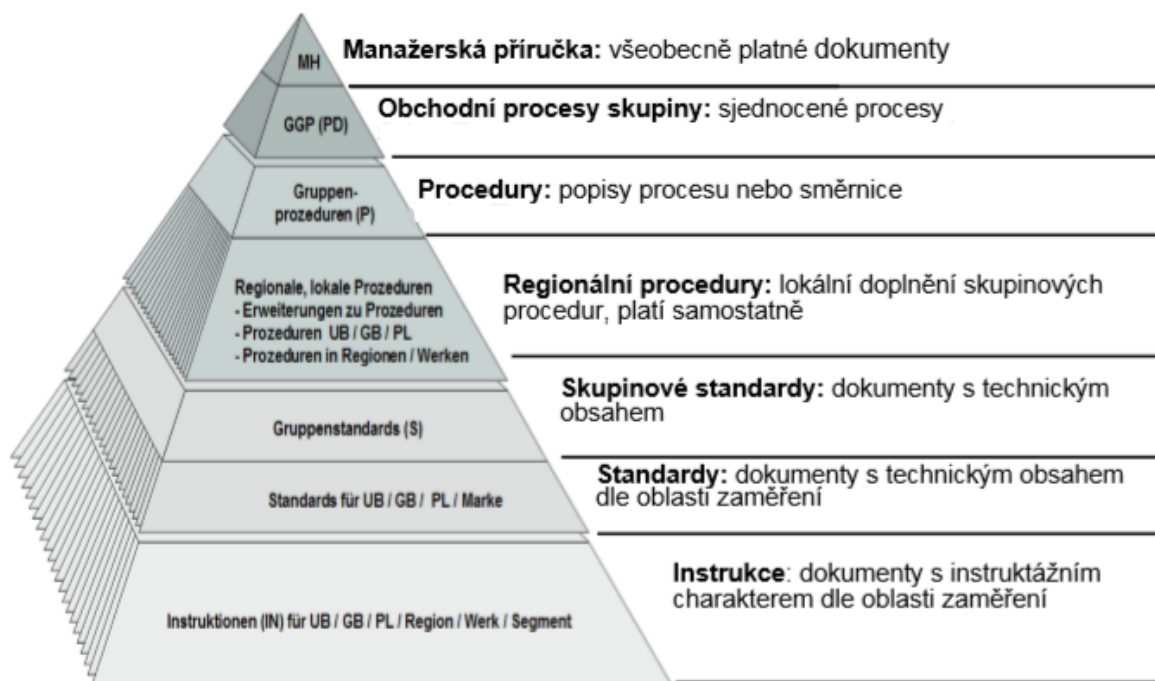 MH
Manažerská příručka: všeobecně platné dokumenty
GGP (PD)
Obchodní procesy skupiny: sjednocené procesy
Gruppen-
prozeduren (P)
Procedury: popisy procesu nebo směrnice
Regionale, lokale Prozeduren
- Erweiterungen zu Prozeduren
- Prozeduren UB / GB / PL
- Prozeduren in Regionen / Werken
Regionální procedury: lokální doplnění skupinových
procedur, platí samostatně
Gruppenstandards (S)
Skupinové standardy: dokumenty s technickým
obsahem
Standards für UB / GB / PL / Marke
Standardy: dokumenty s technickým obsahem
dle oblasti zaměření
Instruktionen (IN) für UB / GB / PL / Region / Werk / Segment
Instrukce: dokumenty s instruktážním
charakterem dle oblasti zaměření